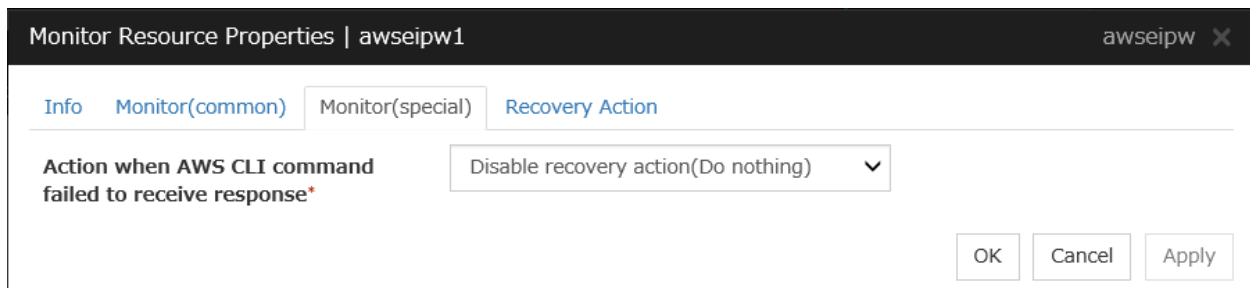 Monitor Resource Properties | awseipw1 awseipw ×
Info Monitor(common) Monitor(special) Recovery Action
Action when AWS CLI command Disable recovery action(Do nothing)
failed to receive response*
OK Cancel Apply